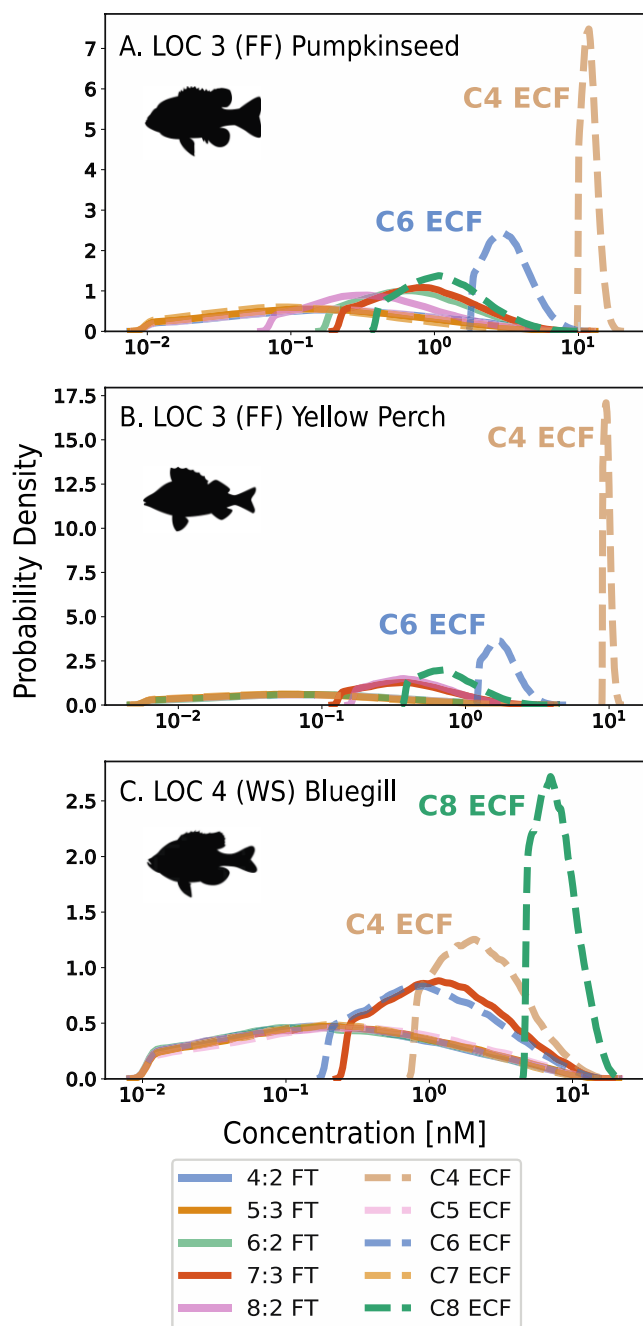 A. LOC 3 (FF) Pumpkinseed
C4 ECF
C6 ECF
7
6
5
4
3
2
1
0
10⁻²
10⁻¹
10⁰
10¹
B. LOC 3 (FF) Yellow Perch
C4 ECF
C6 ECF
17.5
15.0
12.5
10.0
7.5
5.0
2.5
0.0
10⁻²
10⁻¹
10⁰
10¹
Probability Density
C. LOC 4 (WS) Bluegill
C8 ECF
C4 ECF
2.5
2.0
1.5
1.0
0.5
0.0
10⁻²
10⁻¹
10⁰
10¹
Concentration [nM]
4:2 FT
5:3 FT
6:2 FT
7:3 FT
8:2 FT
C4 ECF
C5 ECF
C6 ECF
C7 ECF
C8 ECF